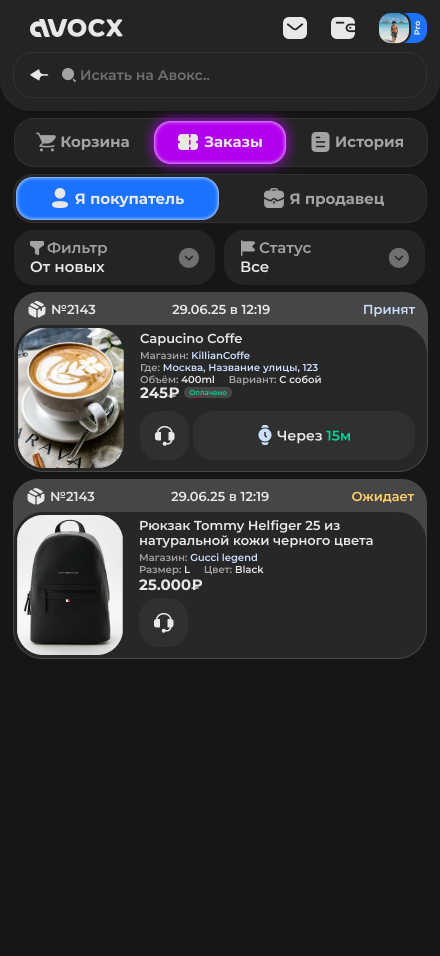 avocx
Pro
Искать на Авокс..
Корзина
Заказы
История
Я покупатель
Я продавец
Фильтр
От новых
Статус
Все
№2143 29.06.25 в 12:19 Принят
Capucino Coffe
Магазин: KillianCoffe
Где: Москва, Название улицы, 123
Объём: 400ml Вариант: С собой
245₽ Оплачено
Через 15м
№2143 29.06.25 в 12:19 Ожидает
Рюкзак Tommy Helfiger 25 из
натуральной кожи черного цвета
Магазин: Gucci legend
Размер: L Цвет: Black
25.000₽